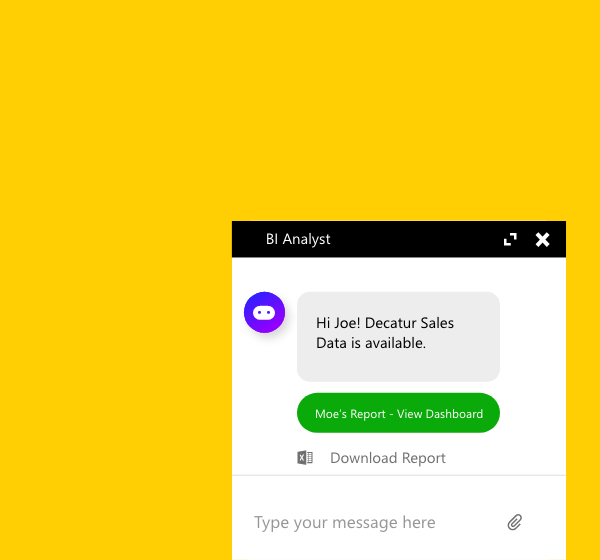 BI Analyst
Hi Joe! Decatur Sales
Data is available.
Moe's Report - View Dashboard
Download Report
Type your message here